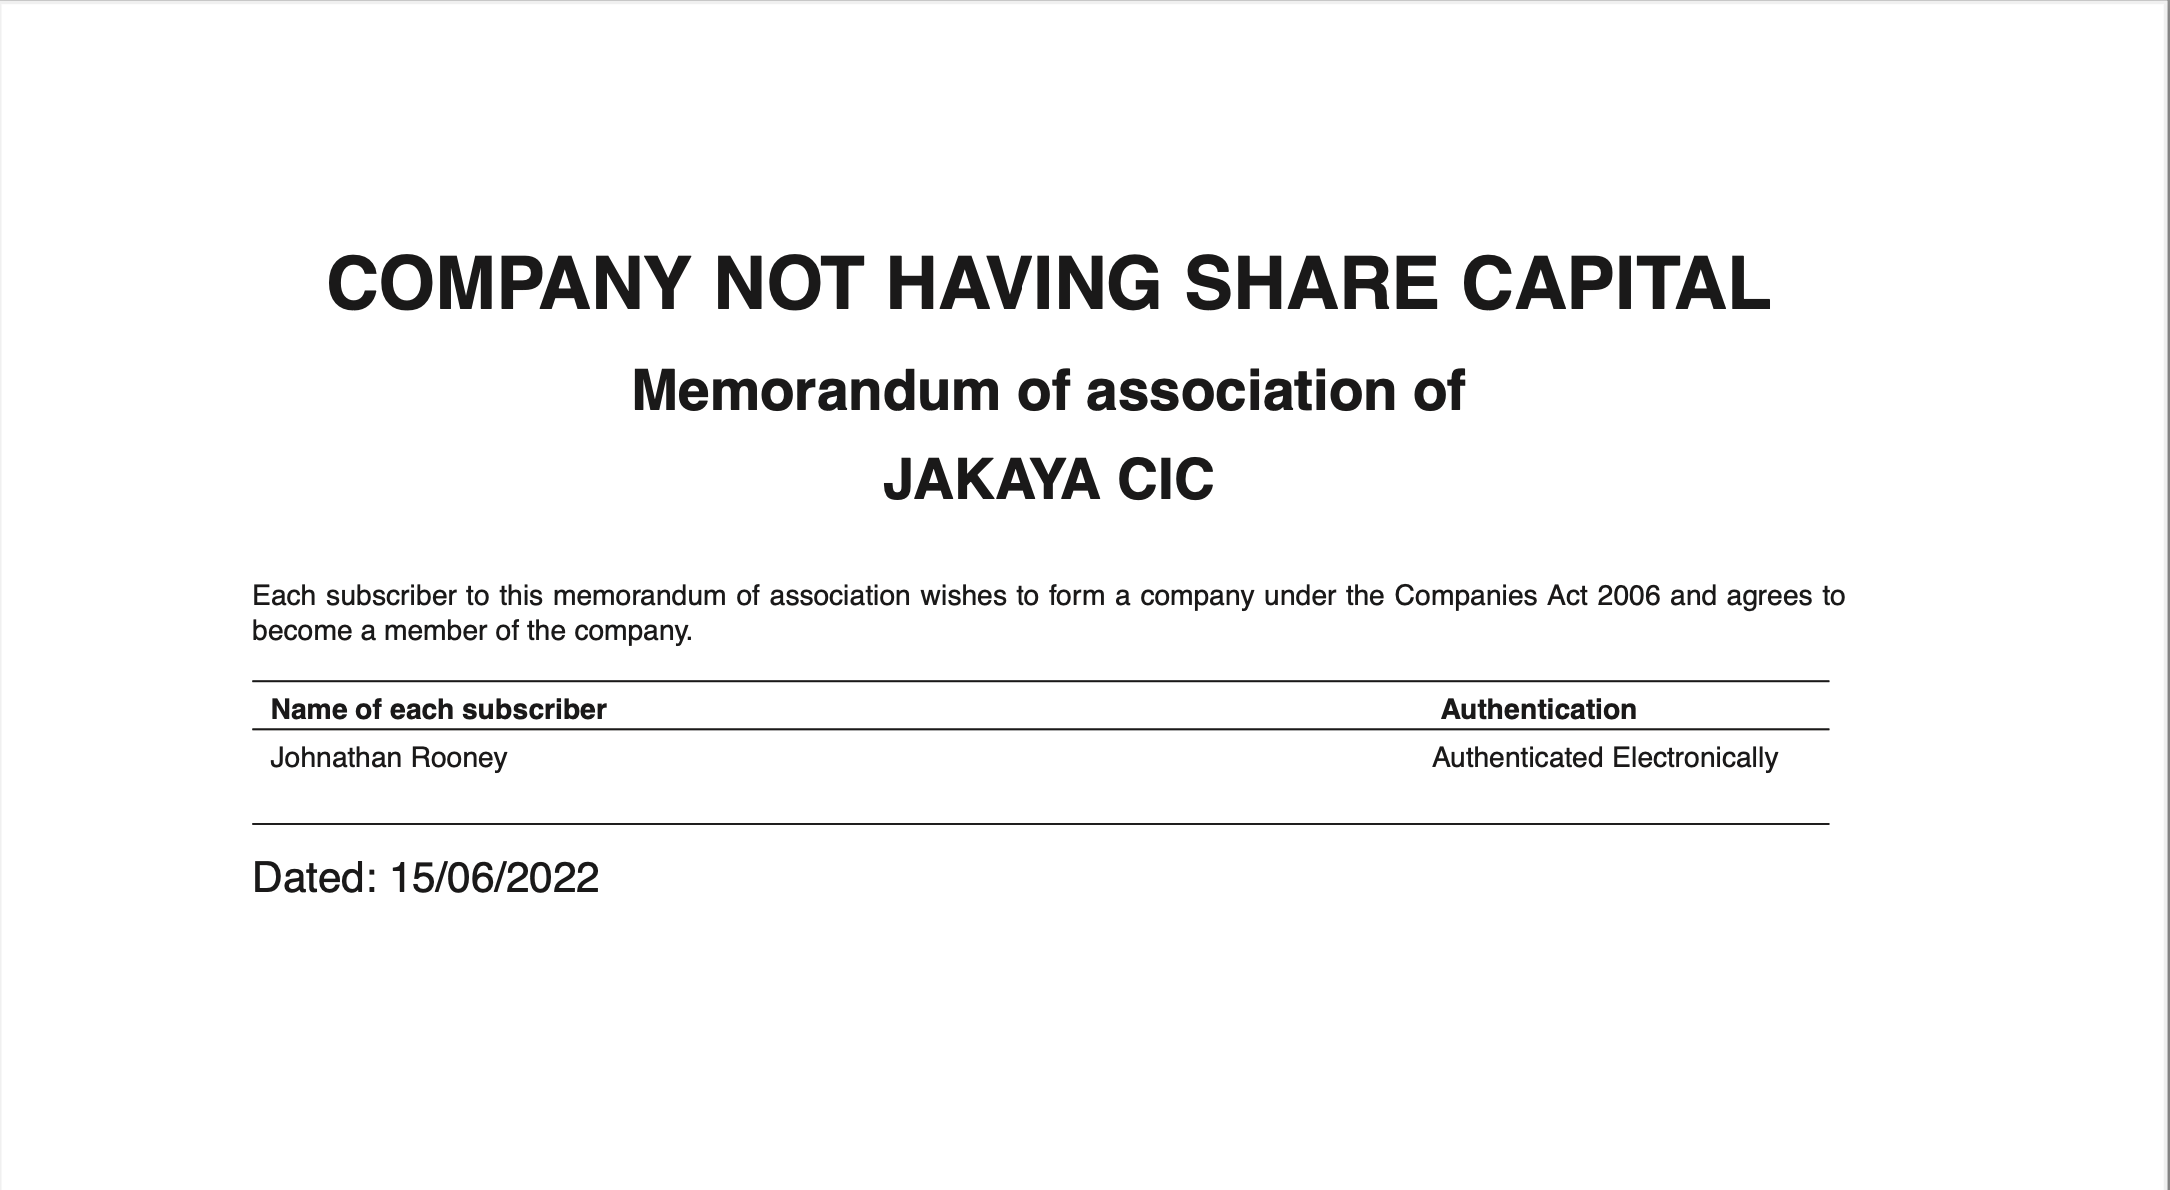 COMPANY NOT HAVING SHARE CAPITAL
Memorandum of association of
JAKAYA CIC
Each subscriber to this memorandum of association wishes to form a company under the Companies Act 2006 and agrees to
become a member of the company.
Name of each subscriber Authentication
Johnathan Rooney Authenticated Electronically
Dated: 15/06/2022